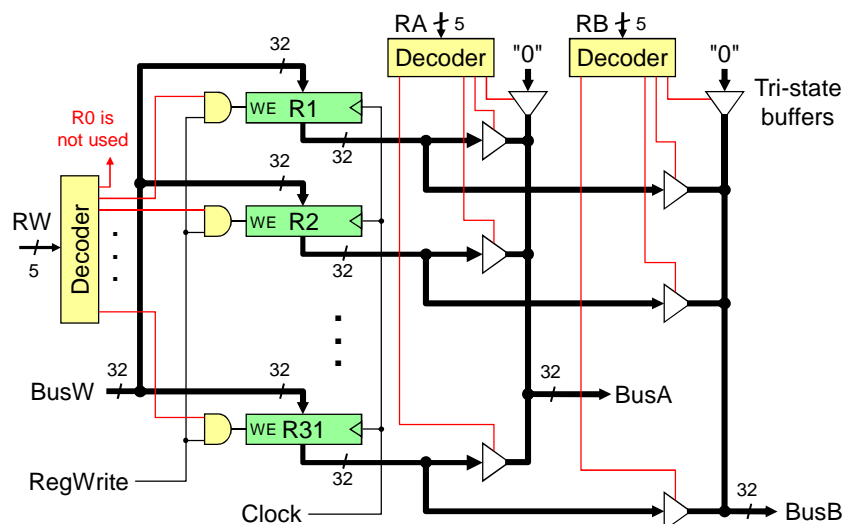 RA 5
RB 5
32
Decoder
"0"
Decoder
"0"
Tri-state
buffers
R0 is
not used
WE R1
32
32
RW
5
Decoder
WE R2
32
32
BusW
32
32
WE R31
32
BusA
32
RegWrite
Clock
32
BusB